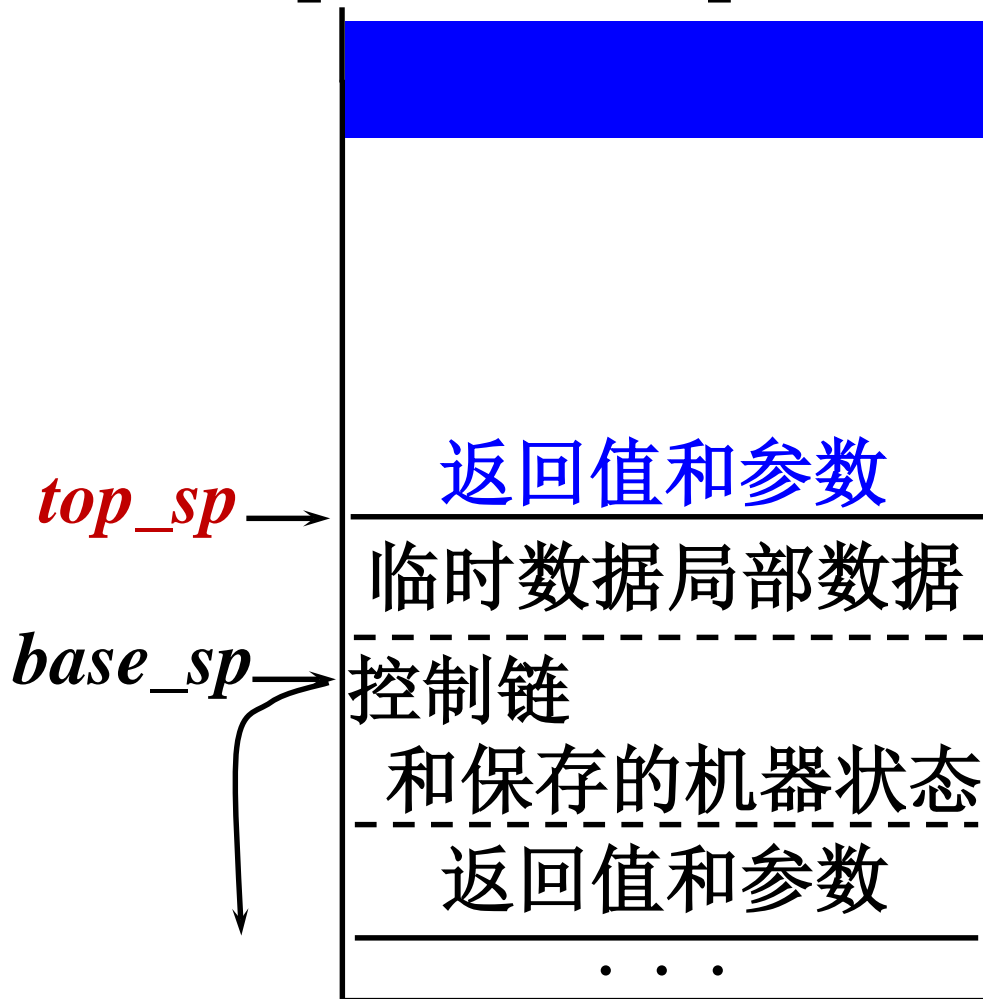 返回值和参数
top_sp
临时数据局部数据
base_sp
控制链
和保存的机器状态
返回值和参数
. . .